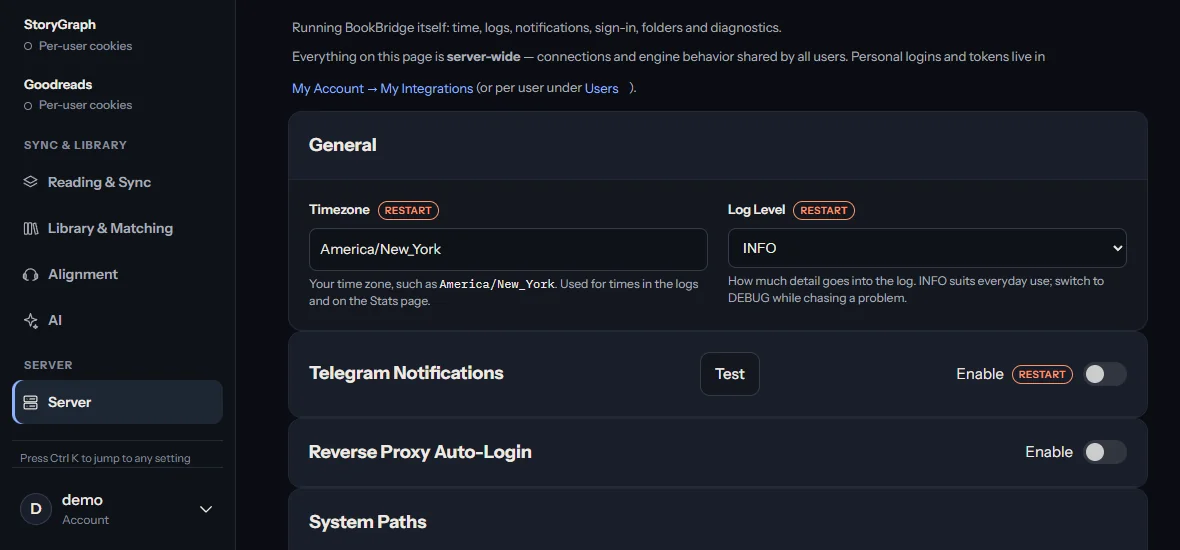 StoryGraph
Per-user cookies
Goodreads
Per-user cookies
SYNC & LIBRARY
Reading & Sync
Library & Matching
Alignment
AI
SERVER
Server
Press Ctrl K to jump to any setting
D
demo
Account
Running BookBridge itself: time, logs, notifications, sign-in, folders and diagnostics.
Everything on this page is server-wide — connections and engine behavior shared by all users. Personal logins and tokens live in
My Account → My Integrations (or per user under Users ).
General
Timezone RESTART
America/New_York
Your time zone, such as America/New_York. Used for times in the logs
and on the Stats page.
Log Level RESTART
INFO
How much detail goes into the log. INFO suits everyday use; switch to
DEBUG while chasing a problem.
Telegram Notifications Test Enable RESTART
Reverse Proxy Auto-Login Enable
System Paths